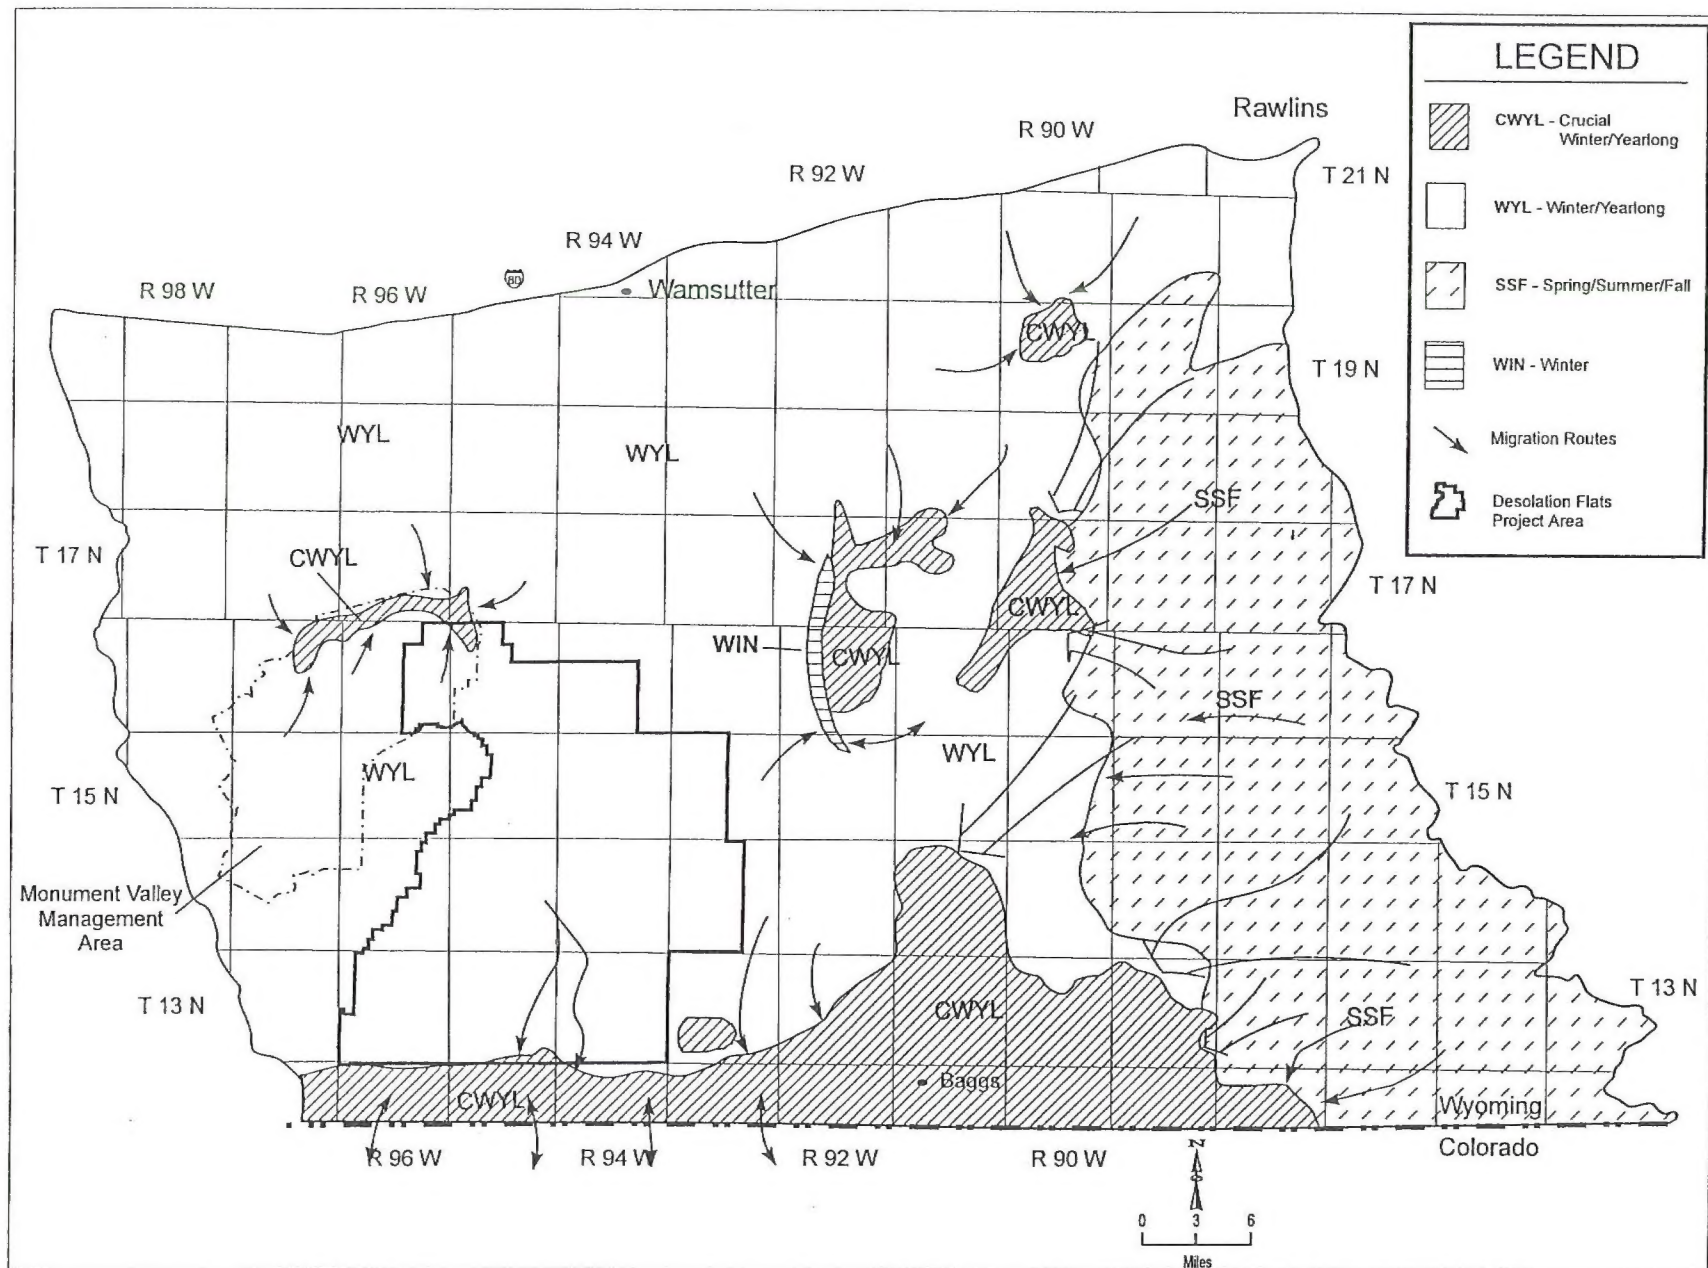 LEGEND
CWYL - Crucial
Winter/Yearlong
WYL - Winter/Yearlong
SSF - Spring/Summer/Fall
WIN - Winter
Migration Routes
Desolation Flats
Project Area
Rawlins
R 90 W
R 92 W
T 21 N
R 94 W
80
Wamsutter
R 98 W
R 96 W
CWYL
T 19 N
WYL
WYL
SSF
T 17 N
CWYL
T 17 N
CWYL
WIN
CWYL
SSF
WYL
WYL
T 15 N
T 15 N
Monument Valley
Management
Area
T 13 N
T 13 N
CWYL
SSF
Baggs
CWYL
Wyoming
Colorado
R 96 W
R 94 W
R 92 W
R 90 W
N
0 3 6
Miles